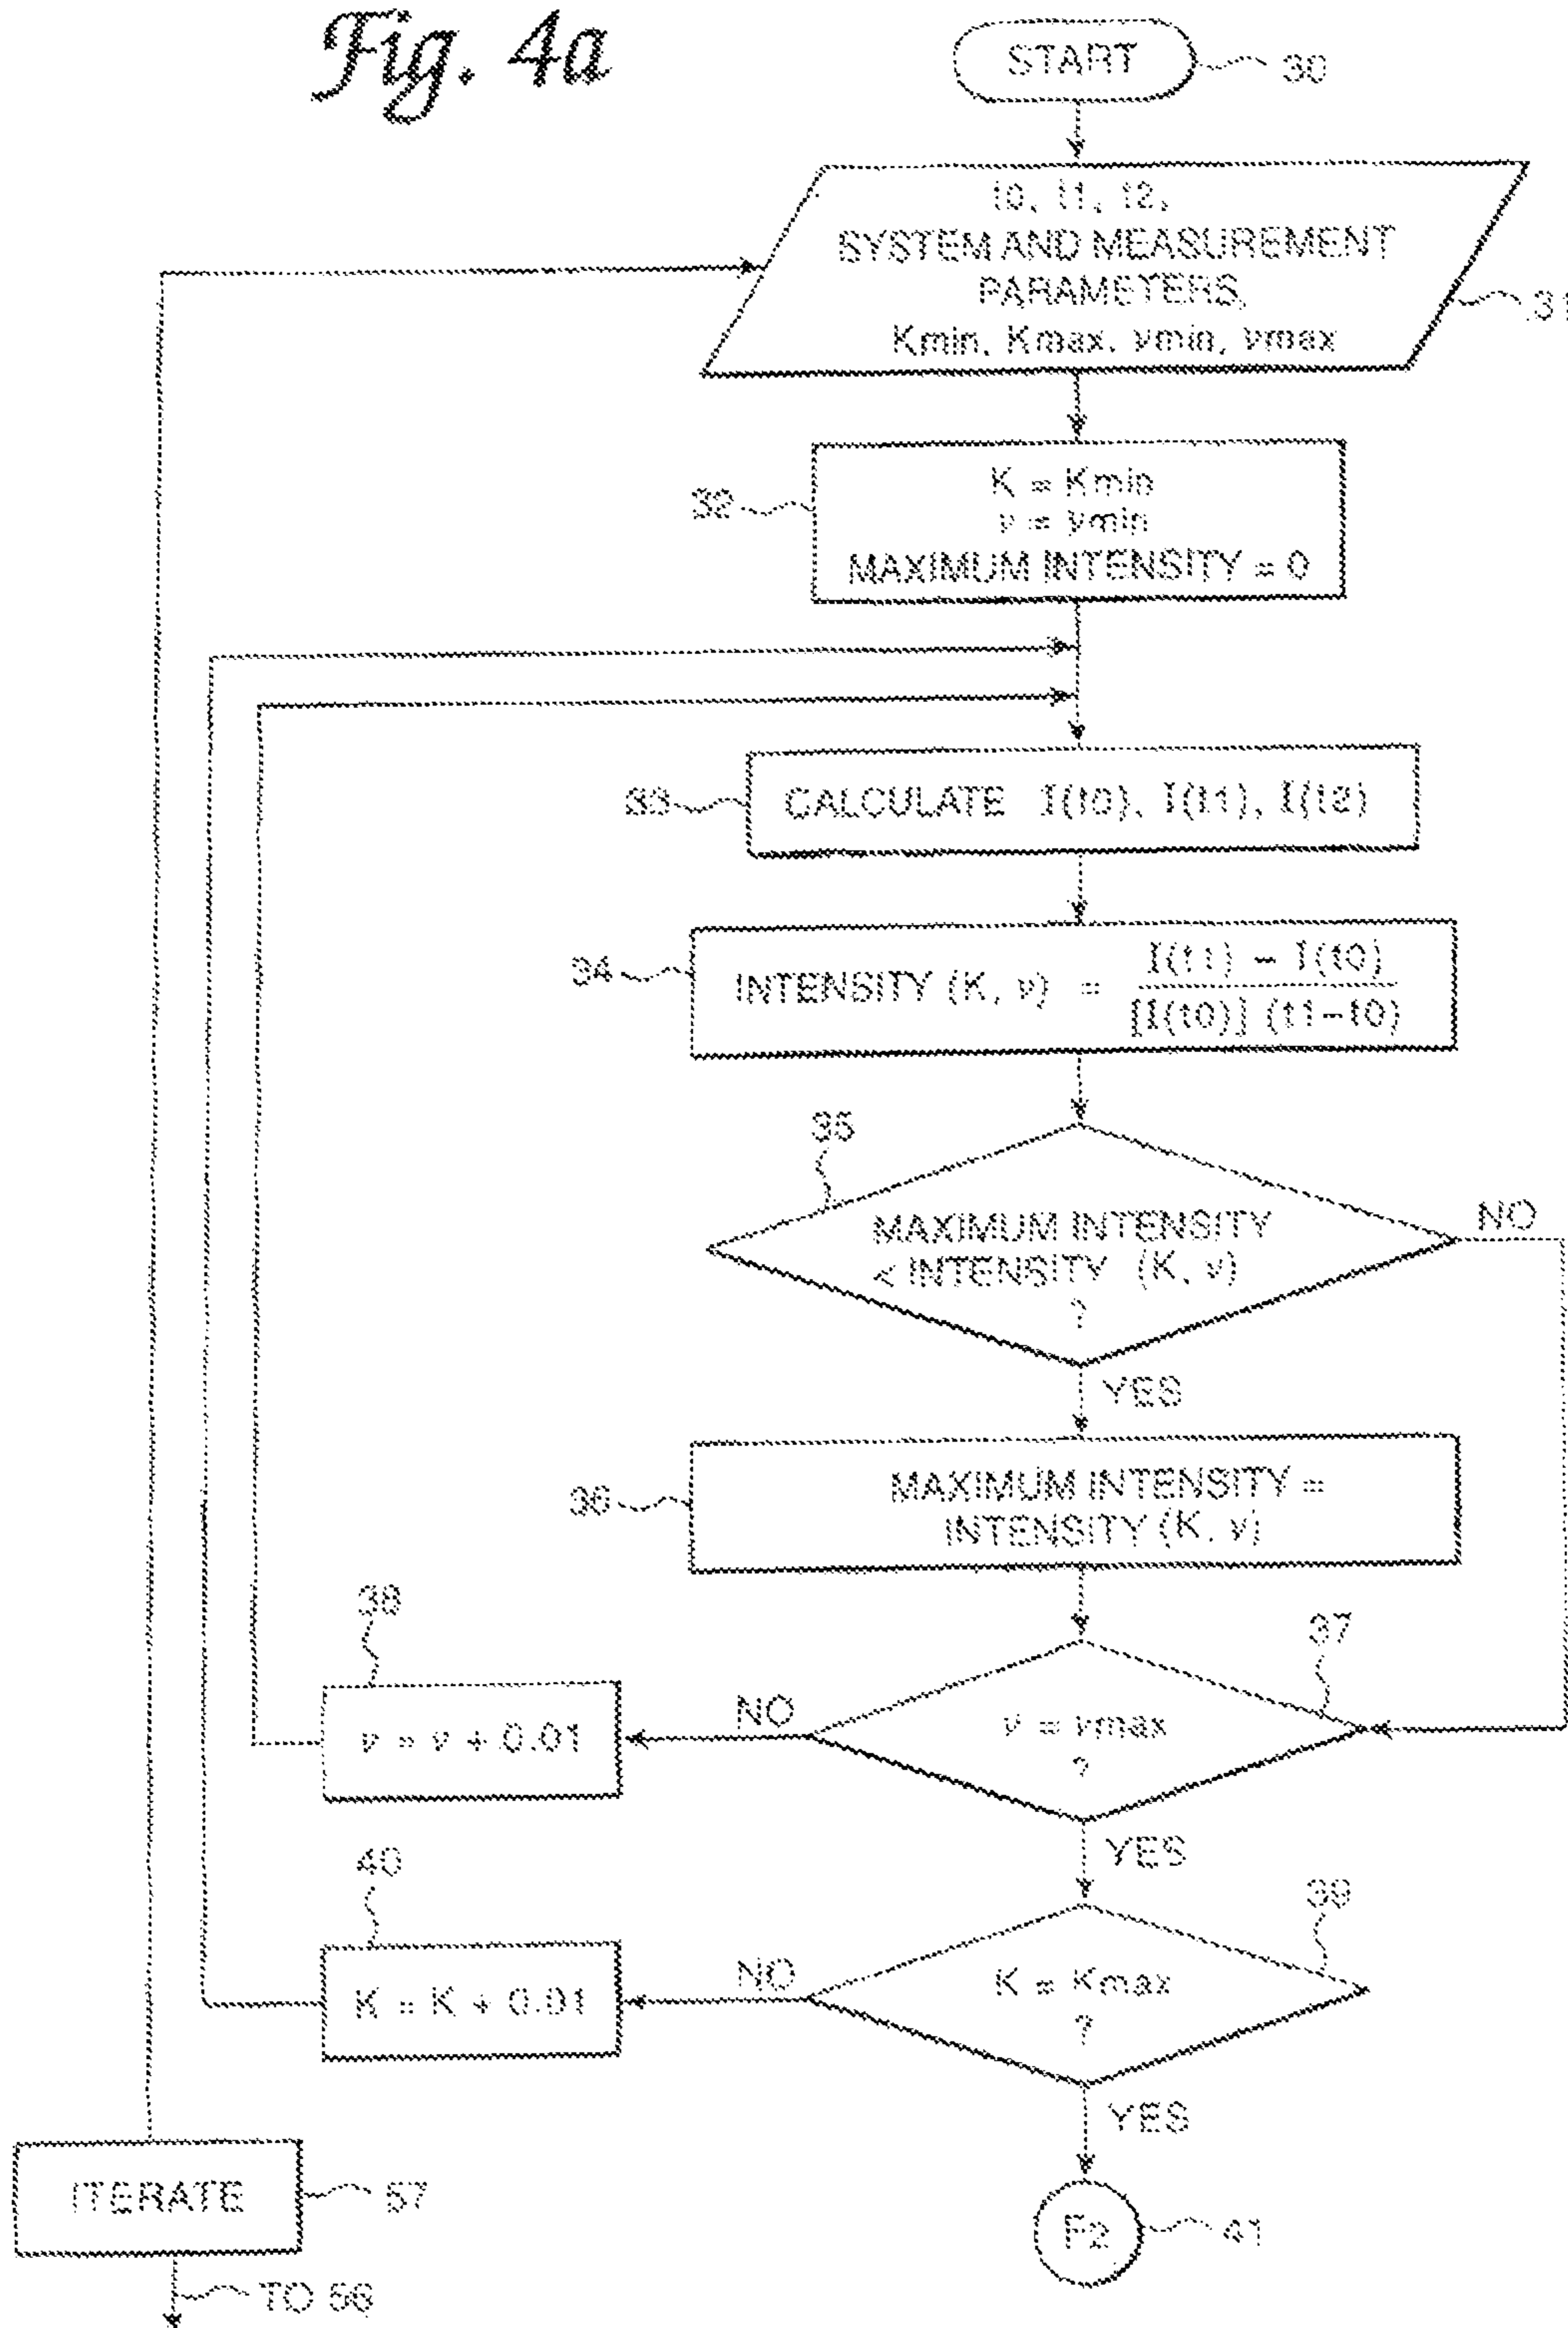 Fig. 4a
START
30
t0, t1, t2,
SYSTEM AND MEASUREMENT
PARAMETERS,
Kmin, Kmax, νmin, νmax
31
K = Kmin
ν = νmin
MAXIMUM INTENSITY = 0
32
33
CALCULATE I(t0), I(t1), I(t2)
34
INTENSITY (K, ν) =
I(t1) – I(t0)
[I(t0)] (t1–t0)
35
MAXIMUM INTENSITY
< INTENSITY (K, ν)
?
NO
YES
36
MAXIMUM INTENSITY =
INTENSITY (K, ν)
38
37
ν = ν + 0.01
NO
ν = νmax
?
YES
40
39
K = K + 0.01
NO
K = Kmax
?
YES
ITERATE
57
F2
41
TO 56